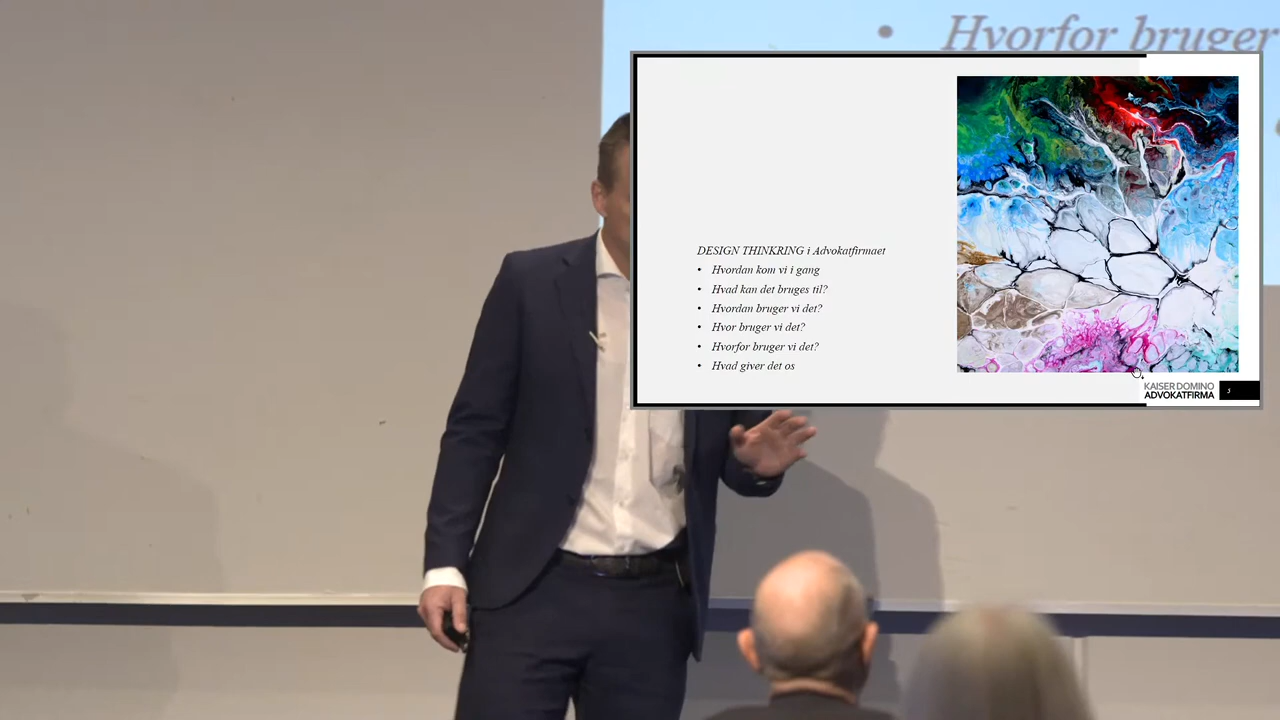 • Hvorfor bruger
DESIGN THINKRING i Advokatfirmaet
• Hvordan kom vi i gang
• Hvad kan det bruges til?
• Hvordan bruger vi det?
• Hvor bruger vi det?
• Hvorfor bruger vi det?
• Hvad giver det os
KAISER DOMINO
ADVOKATFIRMA
3